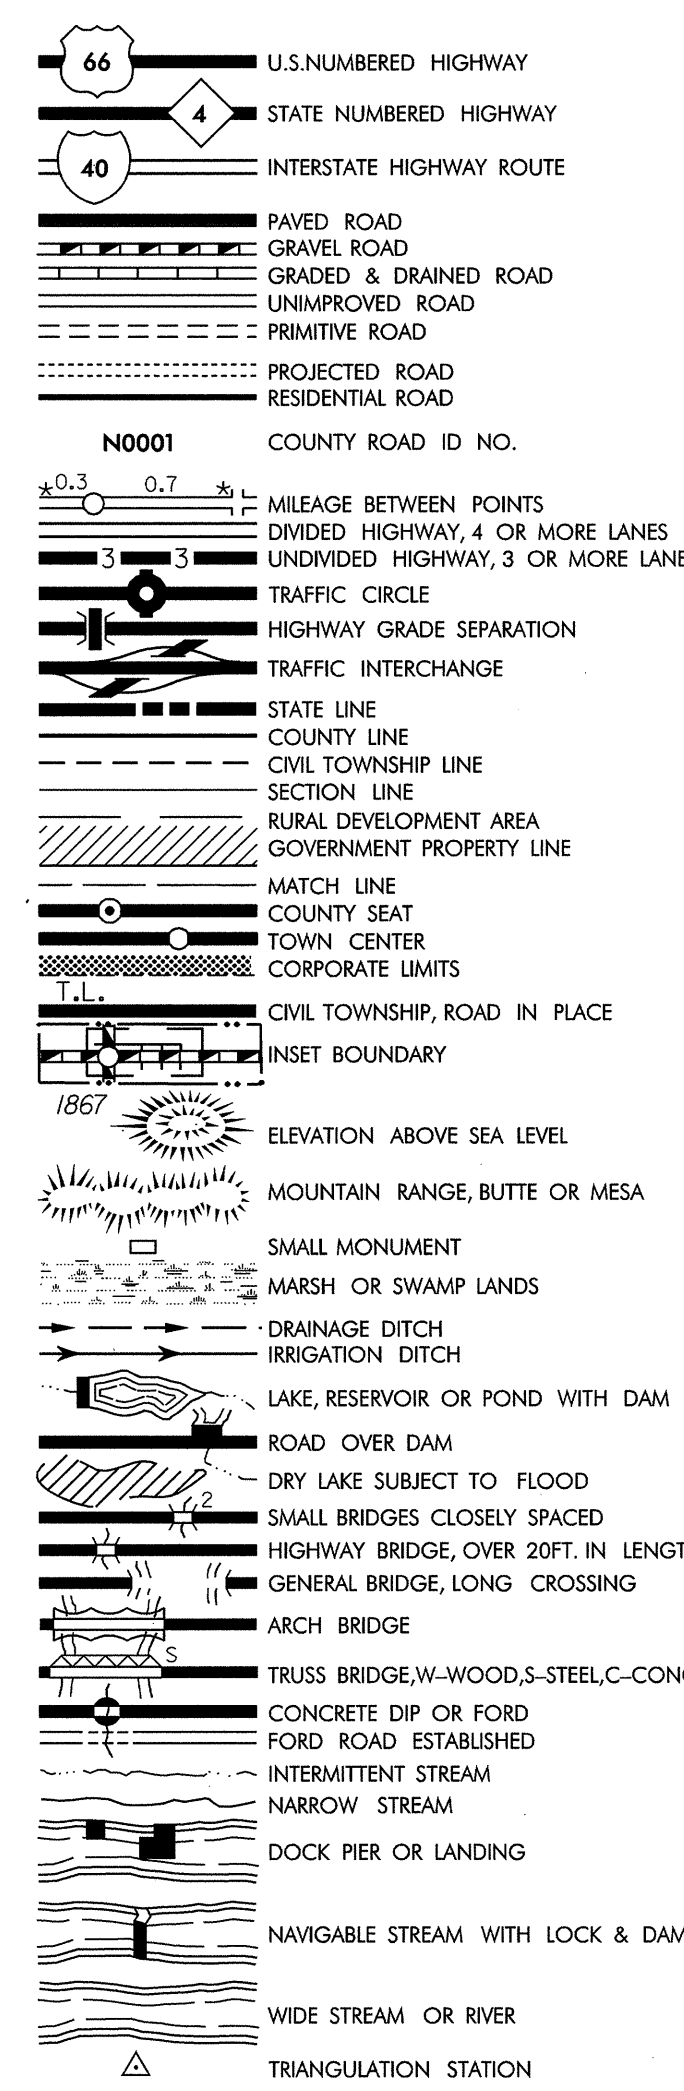 66 U.S.NUMBERED HIGHWAY
4 STATE NUMBERED HIGHWAY
40 INTERSTATE HIGHWAY ROUTE
PAVED ROAD
GRAVEL ROAD
GRADED & DRAINED ROAD
UNIMPROVED ROAD
PRIMITIVE ROAD
PROJECTED ROAD
RESIDENTIAL ROAD
N0001 COUNTY ROAD ID NO.
*0.3 0.7 * MILEAGE BETWEEN POINTS
DIVIDED HIGHWAY, 4 OR MORE LANES
3 3 UNDIVIDED HIGHWAY, 3 OR MORE LANE
TRAFFIC CIRCLE
HIGHWAY GRADE SEPARATION
TRAFFIC INTERCHANGE
STATE LINE
COUNTY LINE
CIVIL TOWNSHIP LINE
SECTION LINE
RURAL DEVELOPMENT AREA
GOVERNMENT PROPERTY LINE
MATCH LINE
COUNTY SEAT
TOWN CENTER
CORPORATE LIMITS
T.L.
CIVIL TOWNSHIP, ROAD IN PLACE
INSET BOUNDARY
1867
ELEVATION ABOVE SEA LEVEL
MOUNTAIN RANGE, BUTTE OR MESA
SMALL MONUMENT
MARSH OR SWAMP LANDS
DRAINAGE DITCH
IRRIGATION DITCH
LAKE, RESERVOIR OR POND WITH DAM
ROAD OVER DAM
DRY LAKE SUBJECT TO FLOOD
2 SMALL BRIDGES CLOSELY SPACED
HIGHWAY BRIDGE, OVER 20FT. IN LENGT
GENERAL BRIDGE, LONG CROSSING
ARCH BRIDGE
S TRUSS BRIDGE,W–WOOD,S–STEEL,C–CON
CONCRETE DIP OR FORD
FORD ROAD ESTABLISHED
INTERMITTENT STREAM
NARROW STREAM
DOCK PIER OR LANDING
NAVIGABLE STREAM WITH LOCK & DAM
WIDE STREAM OR RIVER
TRIANGULATION STATION